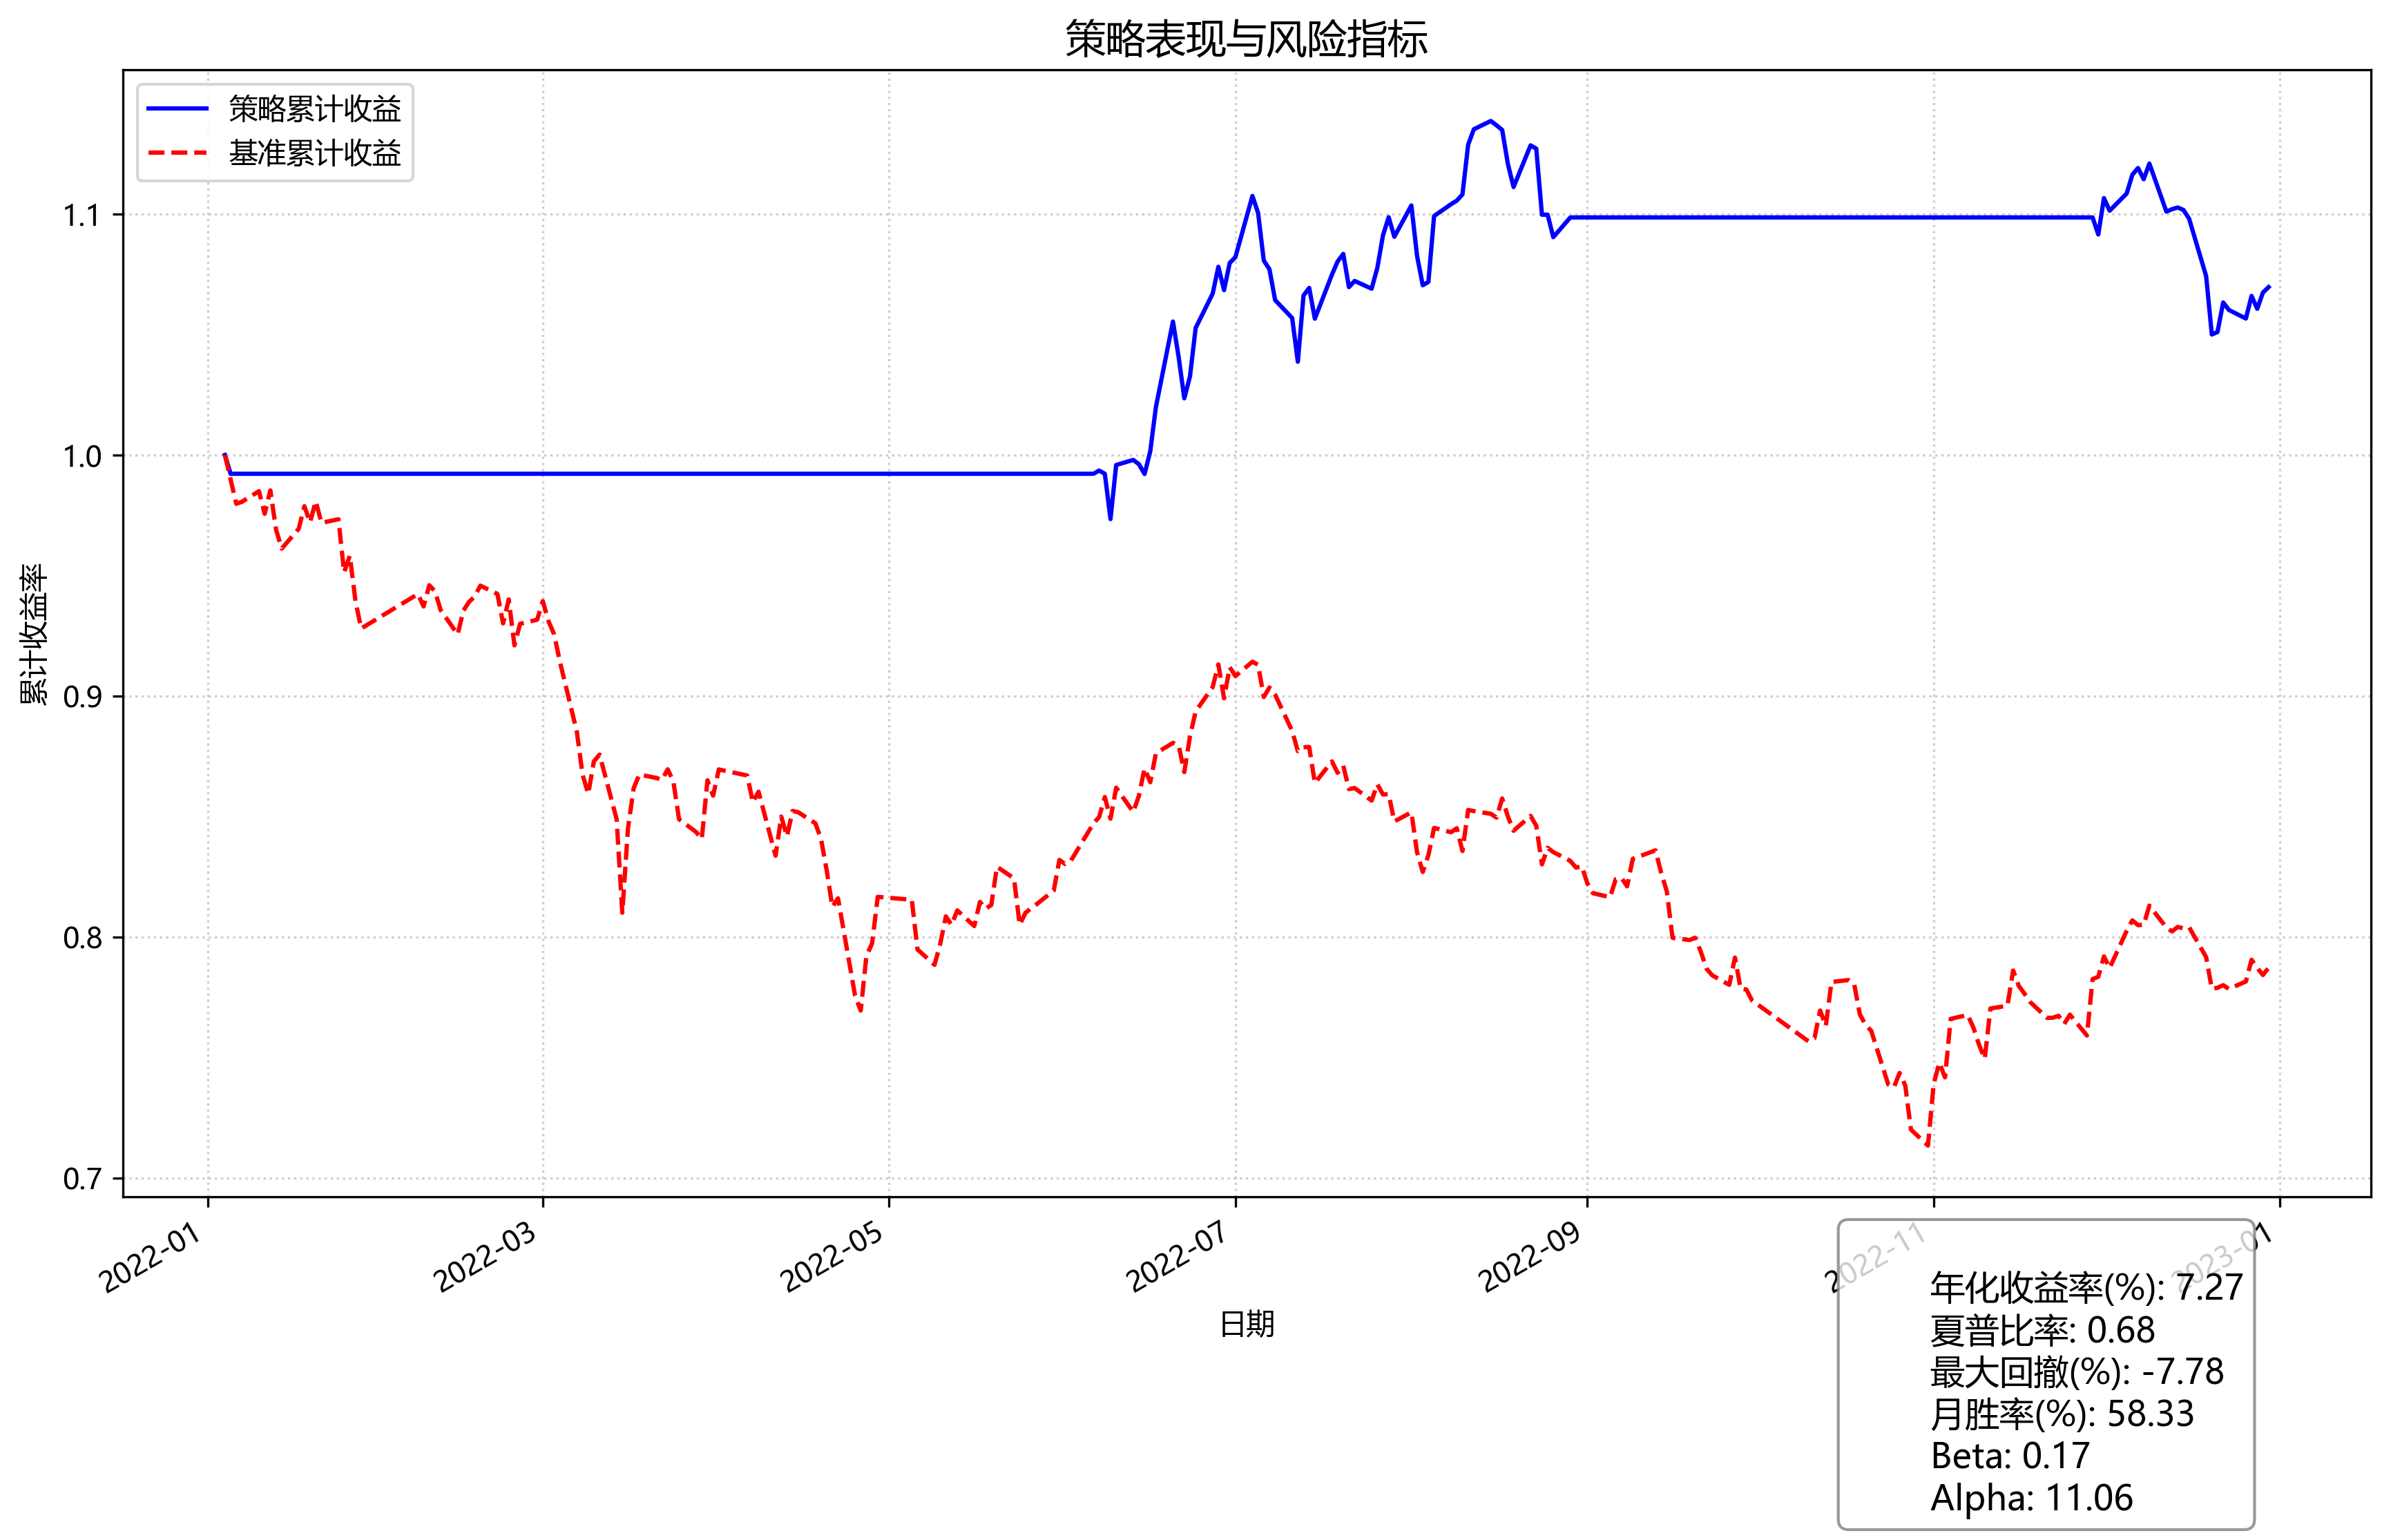 策略表现与风险指标
策略累计收益
基准累计收益
累计收益率
1.1
1.0
0.9
0.8
0.7
2022-01
2022-03
2022-05
2022-07
2022-09
2022-11
2023-01
日期
年化收益率(%): 7.27
夏普比率: 0.68
最大回撤(%): -7.78
月胜率(%): 58.33
Beta: 0.17
Alpha: 11.06